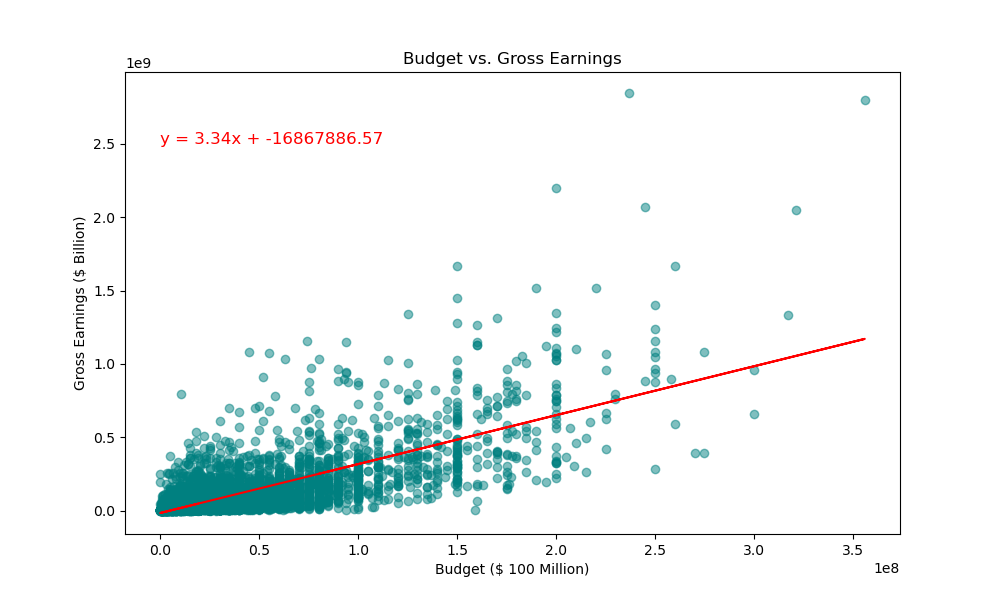 Budget vs. Gross Earnings
1e9
y = 3.34x + -16867886.57
2.5
2.0
1.5
1.0
0.5
0.0
Gross Earnings ($ Billion)
0.0 0.5 1.0 1.5 2.0 2.5 3.0 3.5
1e8
Budget ($ 100 Million)